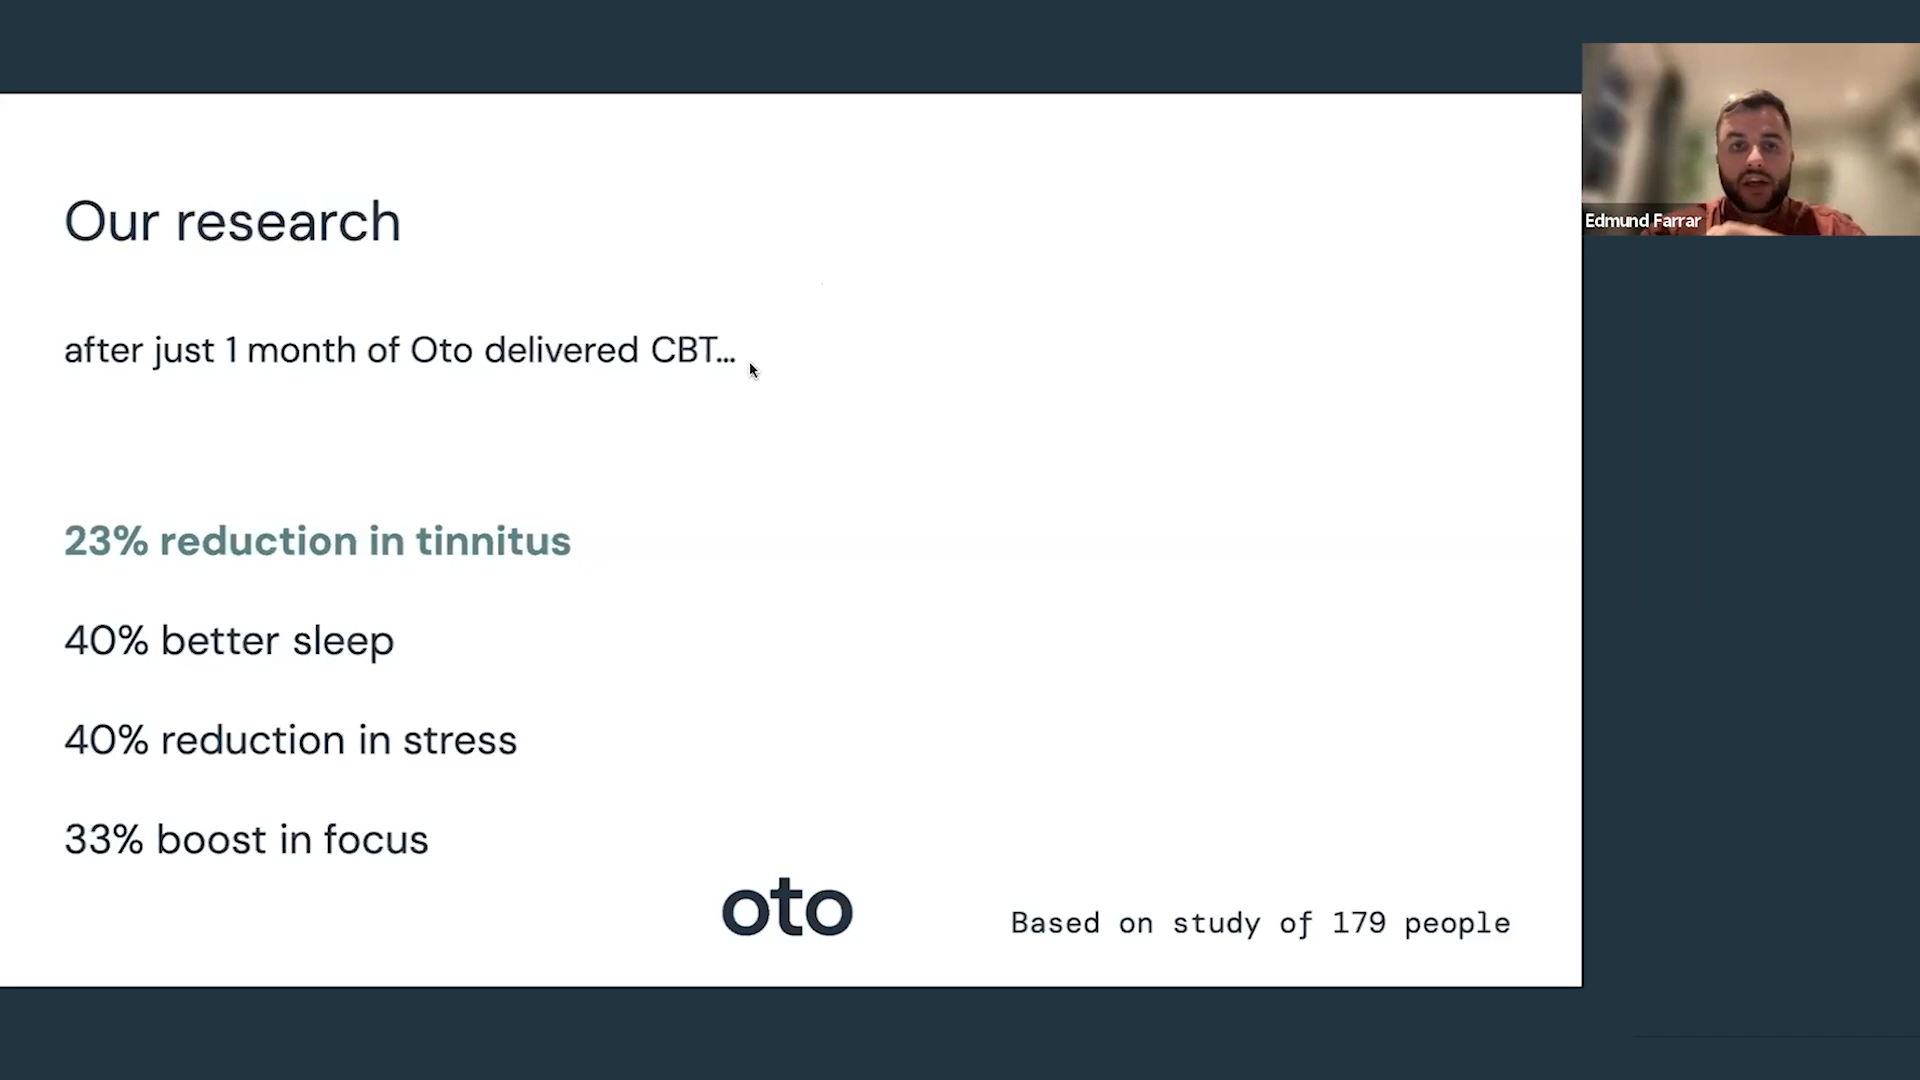 Our research
after just 1 month of Oto delivered CBT...
23% reduction in tinnitus
40% better sleep
40% reduction in stress
33% boost in focus
oto
Based on study of 179 people
Edmund Farrar